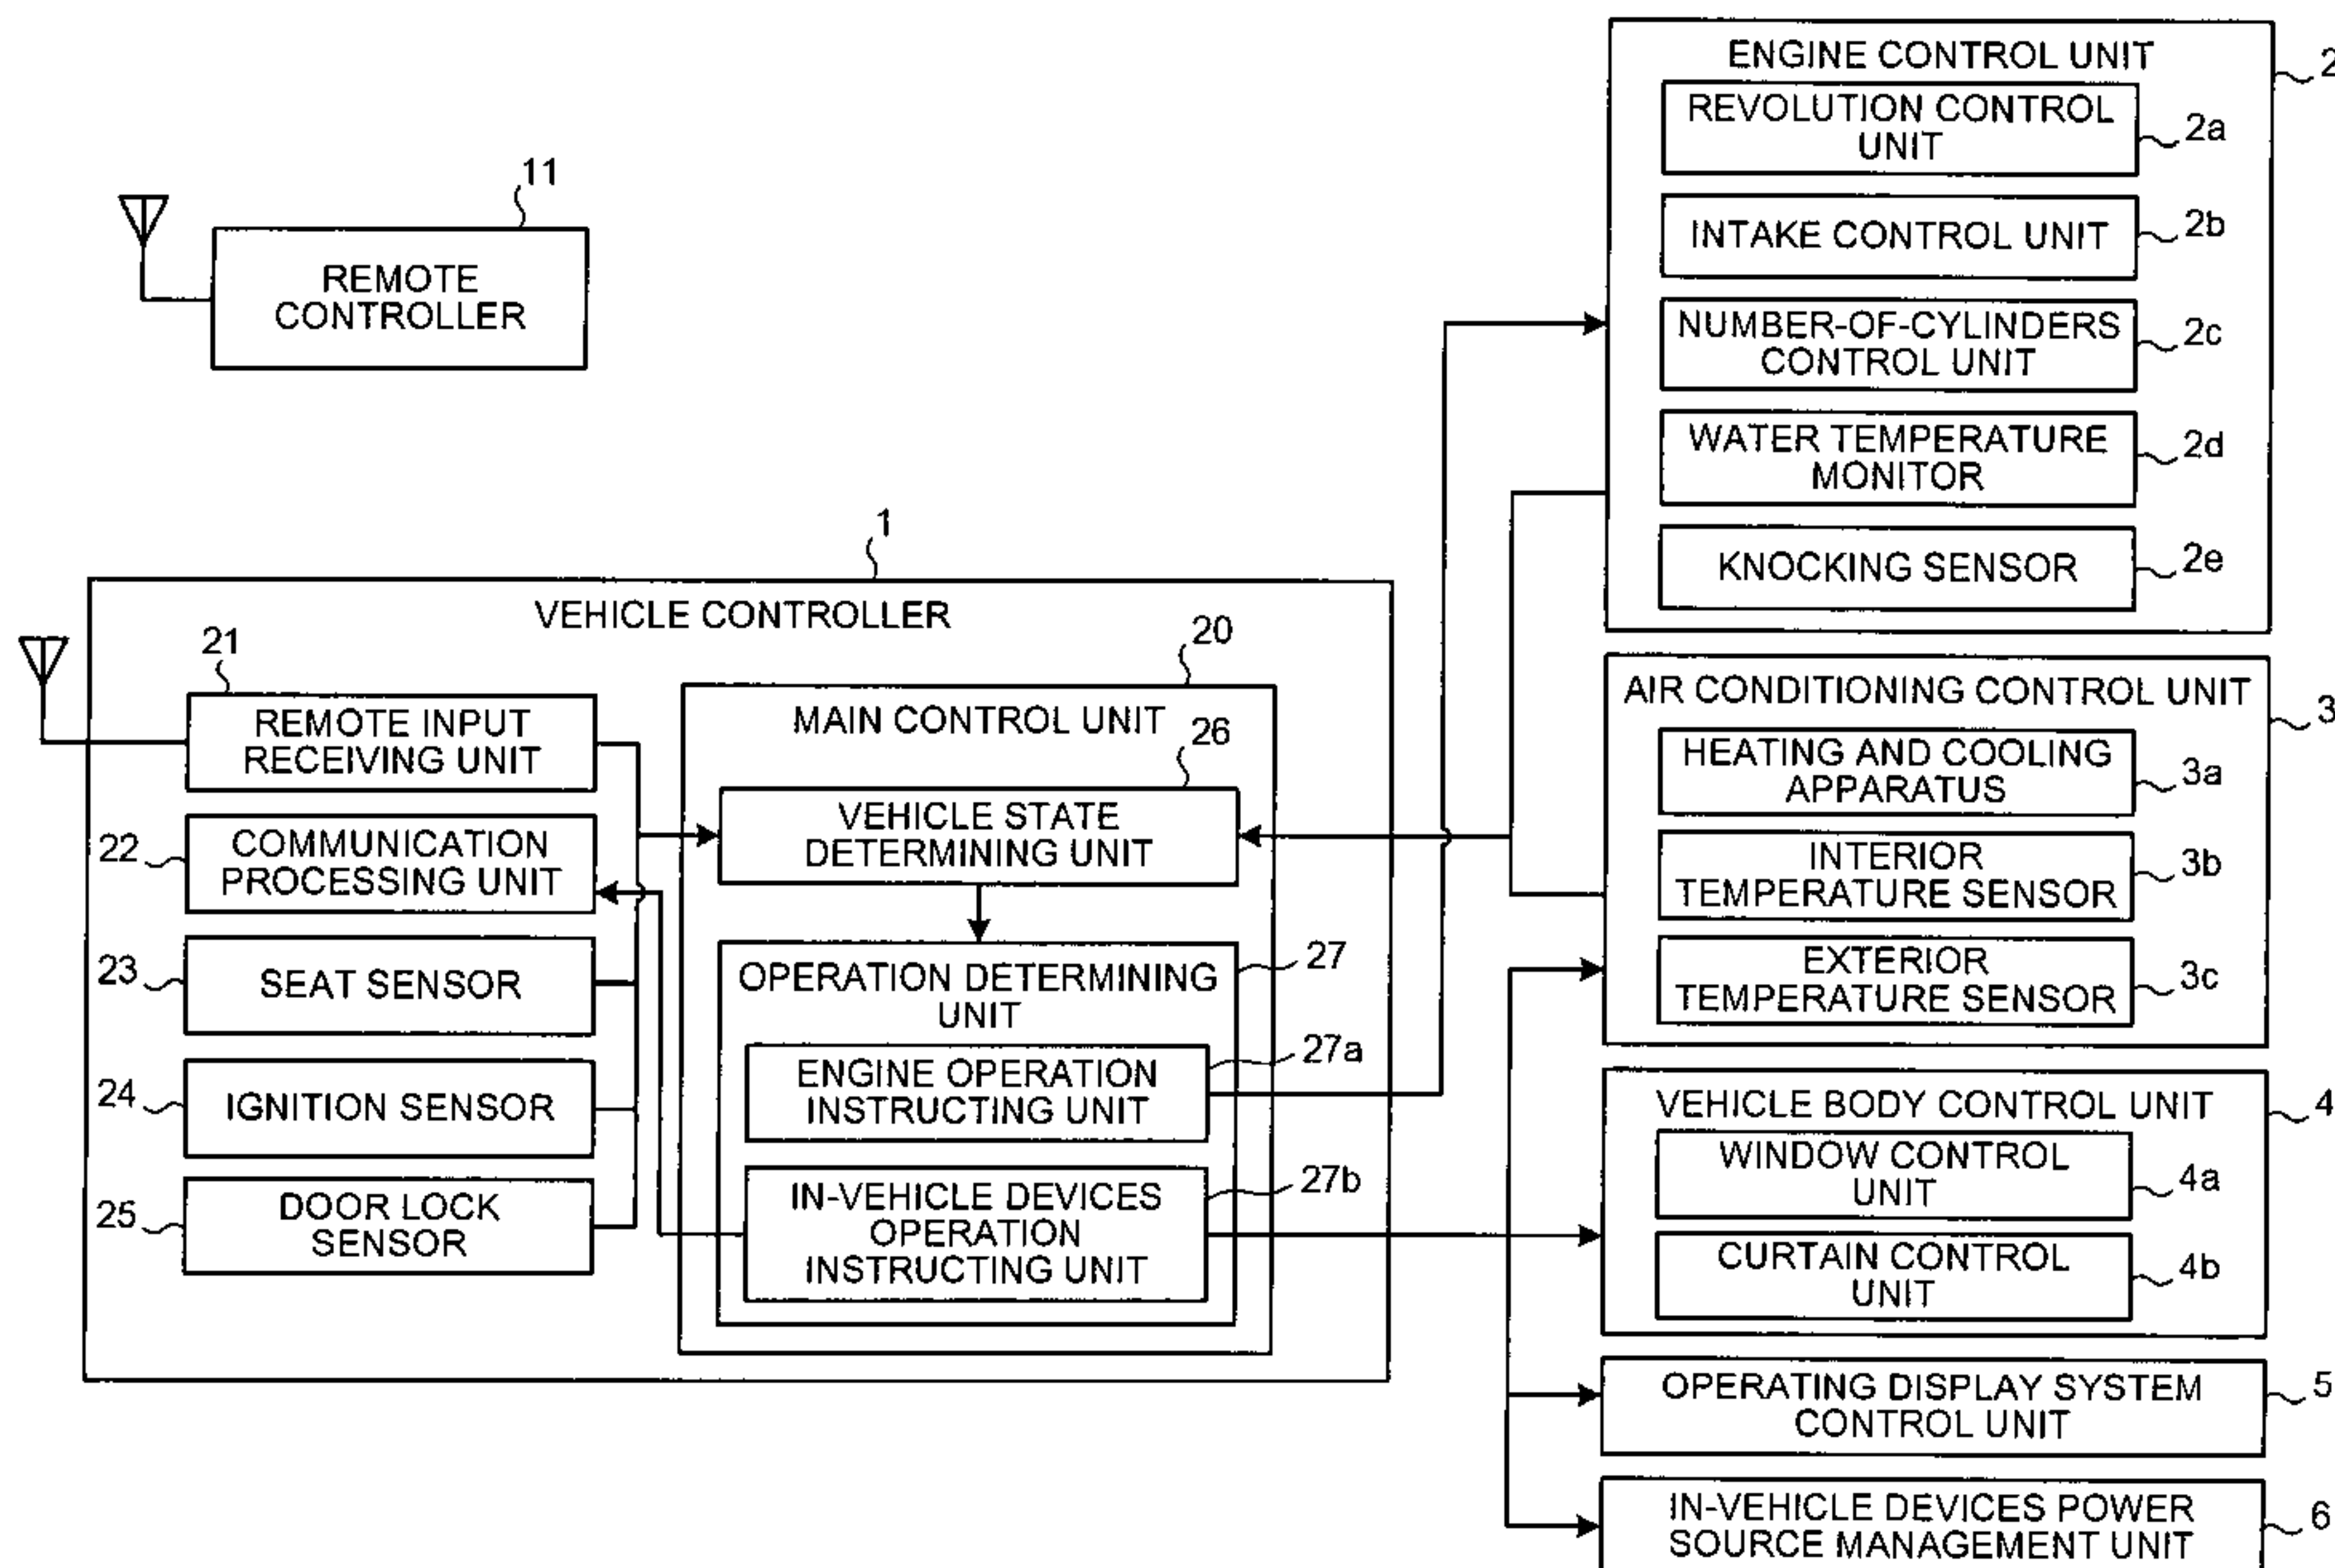 11
REMOTE
CONTROLLER
1
VEHICLE CONTROLLER
21
REMOTE INPUT
RECEIVING UNIT
22
COMMUNICATION
PROCESSING UNIT
23
SEAT SENSOR
24
IGNITION SENSOR
25
DOOR LOCK
SENSOR
20
MAIN CONTROL UNIT
26
VEHICLE STATE
DETERMINING UNIT
27
OPERATION DETERMINING
UNIT
27a
ENGINE OPERATION
INSTRUCTING UNIT
27b
IN-VEHICLE DEVICES
OPERATION
INSTRUCTING UNIT
ENGINE CONTROL UNIT
2
REVOLUTION CONTROL
UNIT
2a
INTAKE CONTROL UNIT
2b
NUMBER-OF-CYLINDERS
CONTROL UNIT
2c
WATER TEMPERATURE
MONITOR
2d
KNOCKING SENSOR
2e
AIR CONDITIONING CONTROL UNIT
3
HEATING AND COOLING
APPARATUS
3a
INTERIOR
TEMPERATURE SENSOR
3b
EXTERIOR
TEMPERATURE SENSOR
3c
VEHICLE BODY CONTROL UNIT
4
WINDOW CONTROL
UNIT
4a
CURTAIN CONTROL
UNIT
4b
OPERATING DISPLAY SYSTEM
CONTROL UNIT
5
IN-VEHICLE DEVICES POWER
SOURCE MANAGEMENT UNIT
6